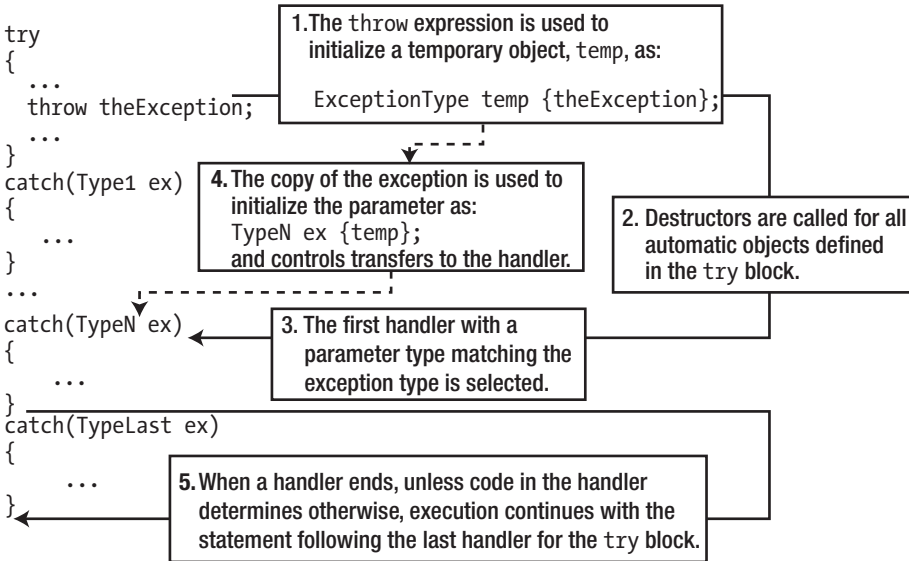 try
{
...
throw theException;
...
}
catch(Type1 ex)
{
...
}
...
catch(TypeN ex)
{
...
}
catch(TypeLast ex)
{
...
}
1.The throw expression is used to
initialize a temporary object, temp, as:
ExceptionType temp {theException};
2. Destructors are called for all
automatic objects defined
in the try block.
3. The first handler with a
parameter type matching the
exception type is selected.
4. The copy of the exception is used to
initialize the parameter as:
TypeN ex {temp};
and controls transfers to the handler.
5. When a handler ends, unless code in the handler
determines otherwise, execution continues with the
statement following the last handler for the try block.